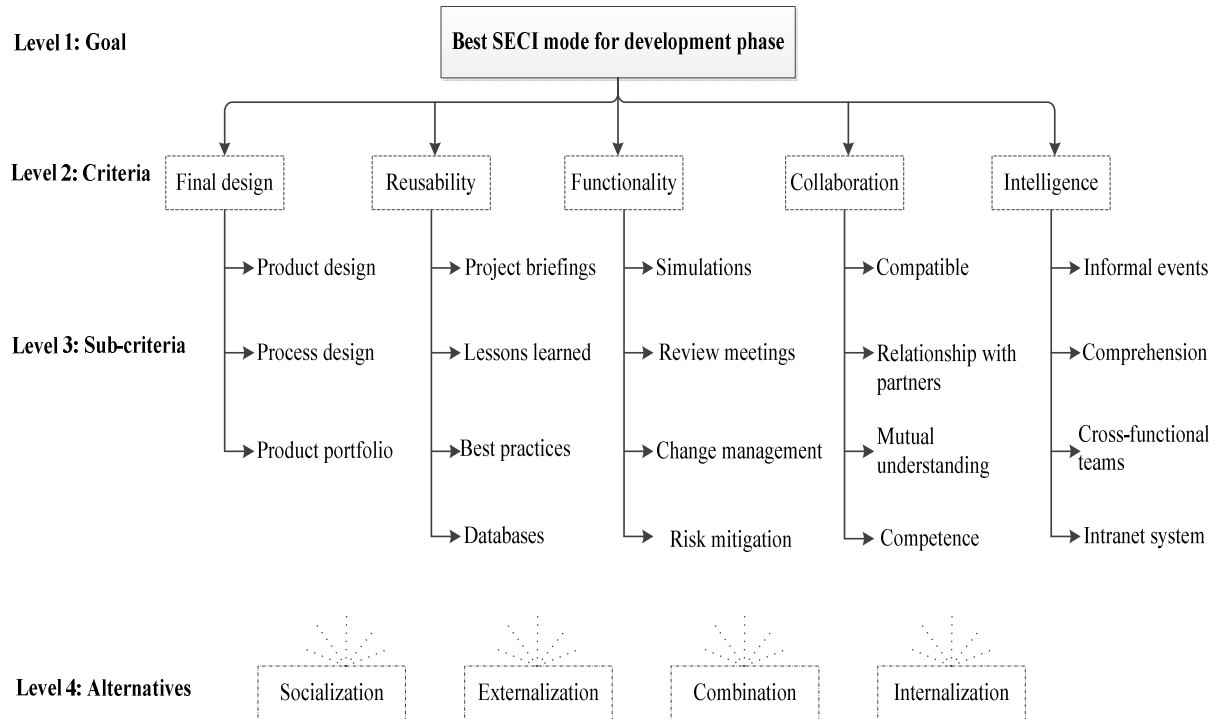 Level 1: Goal
Best SECI mode for development phase
Level 2: Criteria
Final design
Reusability
Functionality
Collaboration
Intelligence
Level 3: Sub-criteria
Product design
Process design
Product portfolio
Project briefings
Lessons learned
Best practices
Databases
Simulations
Review meetings
Change management
Risk mitigation
Compatible
Relationship with
partners
Mutual
understanding
Competence
Informal events
Comprehension
Cross-functional
teams
Intranet system
Level 4: Alternatives
Socialization
Externalization
Combination
Internalization